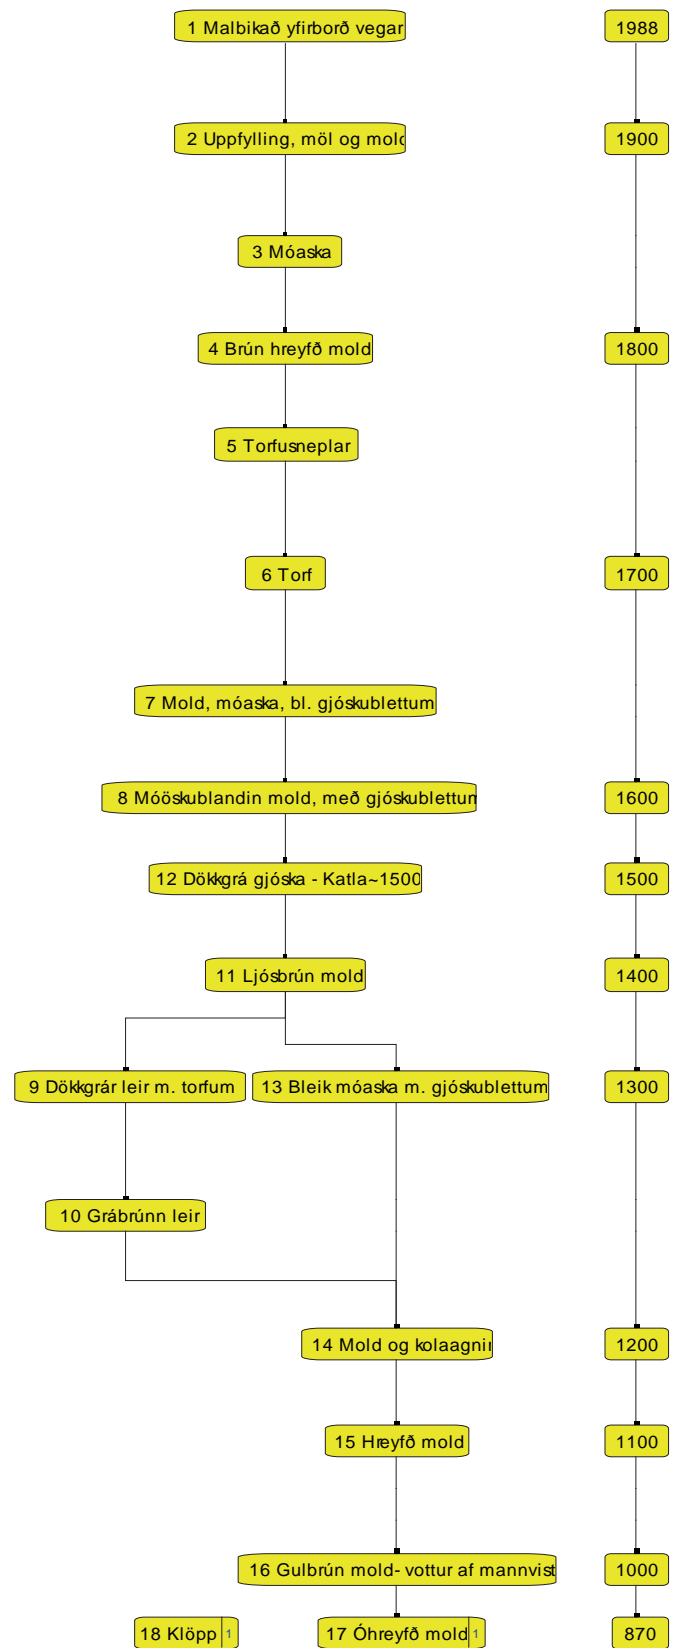 1 Malbikað yfirborð vegar 1988
2 Uppfylling, möl og mold 1900
3 Móaska
4 Brún hreyfð mold 1800
5 Torfusneplar
6 Torf 1700
7 Mold, móaska, bl. gjóskublettum
8 Móöskublandin mold, með gjóskublettum 1600
12 Dökkgrá gjóska - Katla~1500 1500
11 Ljósbrún mold 1400
9 Dökkgrár leir m. torfum 13 Bleik móaska m. gjóskublettum 1300
10 Grábrúnn leir
14 Mold og kolaagnir 1200
15 Hreyfð mold 1100
16 Gulbrún mold- vottur af mannvist 1000
18 Klöpp 1 17 Óhreyfð mold 1 870